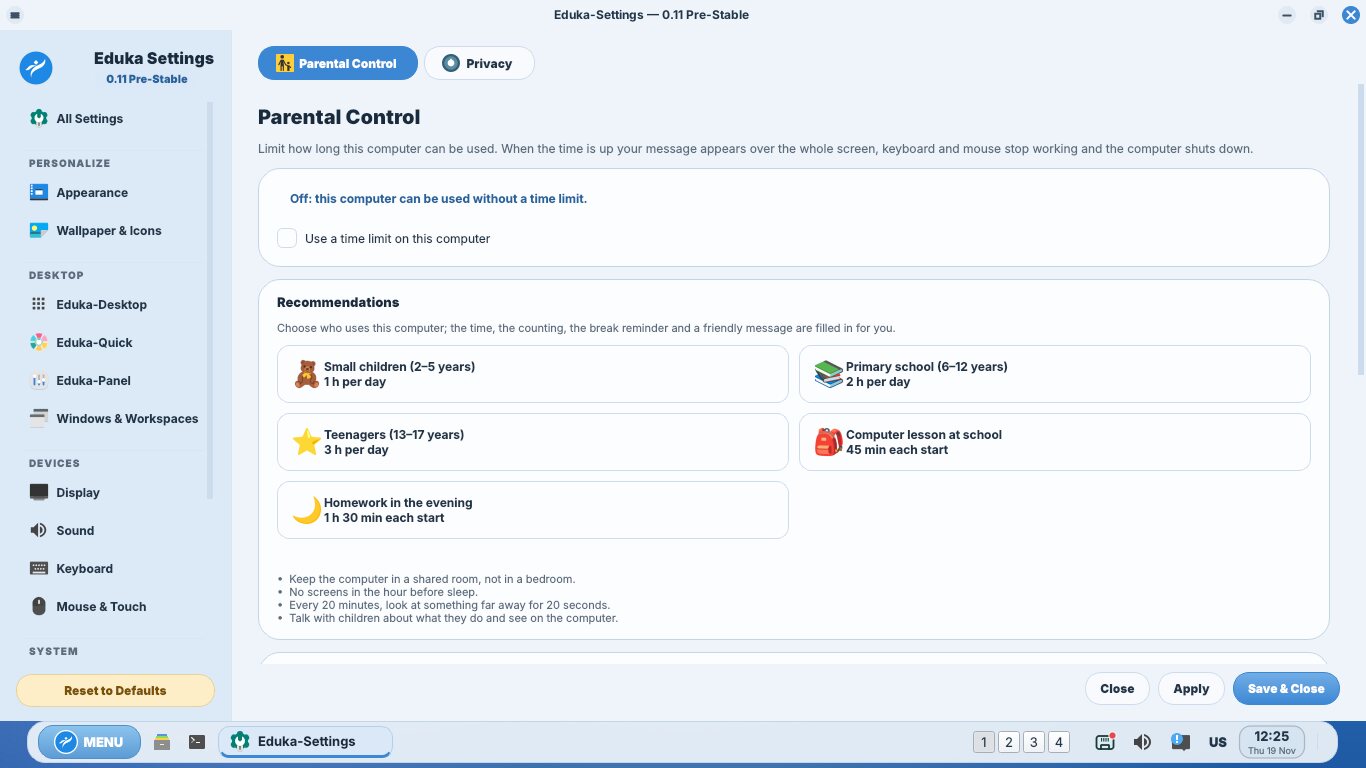 Eduka-Settings — 0.11 Pre-Stable
Eduka Settings
0.11 Pre-Stable
All Settings
PERSONALIZE
Appearance
Wallpaper & Icons
DESKTOP
Eduka-Desktop
Eduka-Quick
Eduka-Panel
Windows & Workspaces
DEVICES
Display
Sound
Keyboard
Mouse & Touch
SYSTEM
Reset to Defaults
Parental Control
Privacy
Parental Control
Limit how long this computer can be used. When the time is up your message appears over the whole screen, keyboard and mouse stop working and the computer shuts down.
Off: this computer can be used without a time limit.
Use a time limit on this computer
Recommendations
Choose who uses this computer; the time, the counting, the break reminder and a friendly message are filled in for you.
Small children (2–5 years)
1 h per day
Primary school (6–12 years)
2 h per day
Teenagers (13–17 years)
3 h per day
Computer lesson at school
45 min each start
Homework in the evening
1 h 30 min each start
• Keep the computer in a shared room, not in a bedroom.
• No screens in the hour before sleep.
• Every 20 minutes, look at something far away for 20 seconds.
• Talk with children about what they do and see on the computer.
Close
Apply
Save & Close
MENU
Eduka-Settings
1
2
3
4
US
12:25
Thu 19 Nov